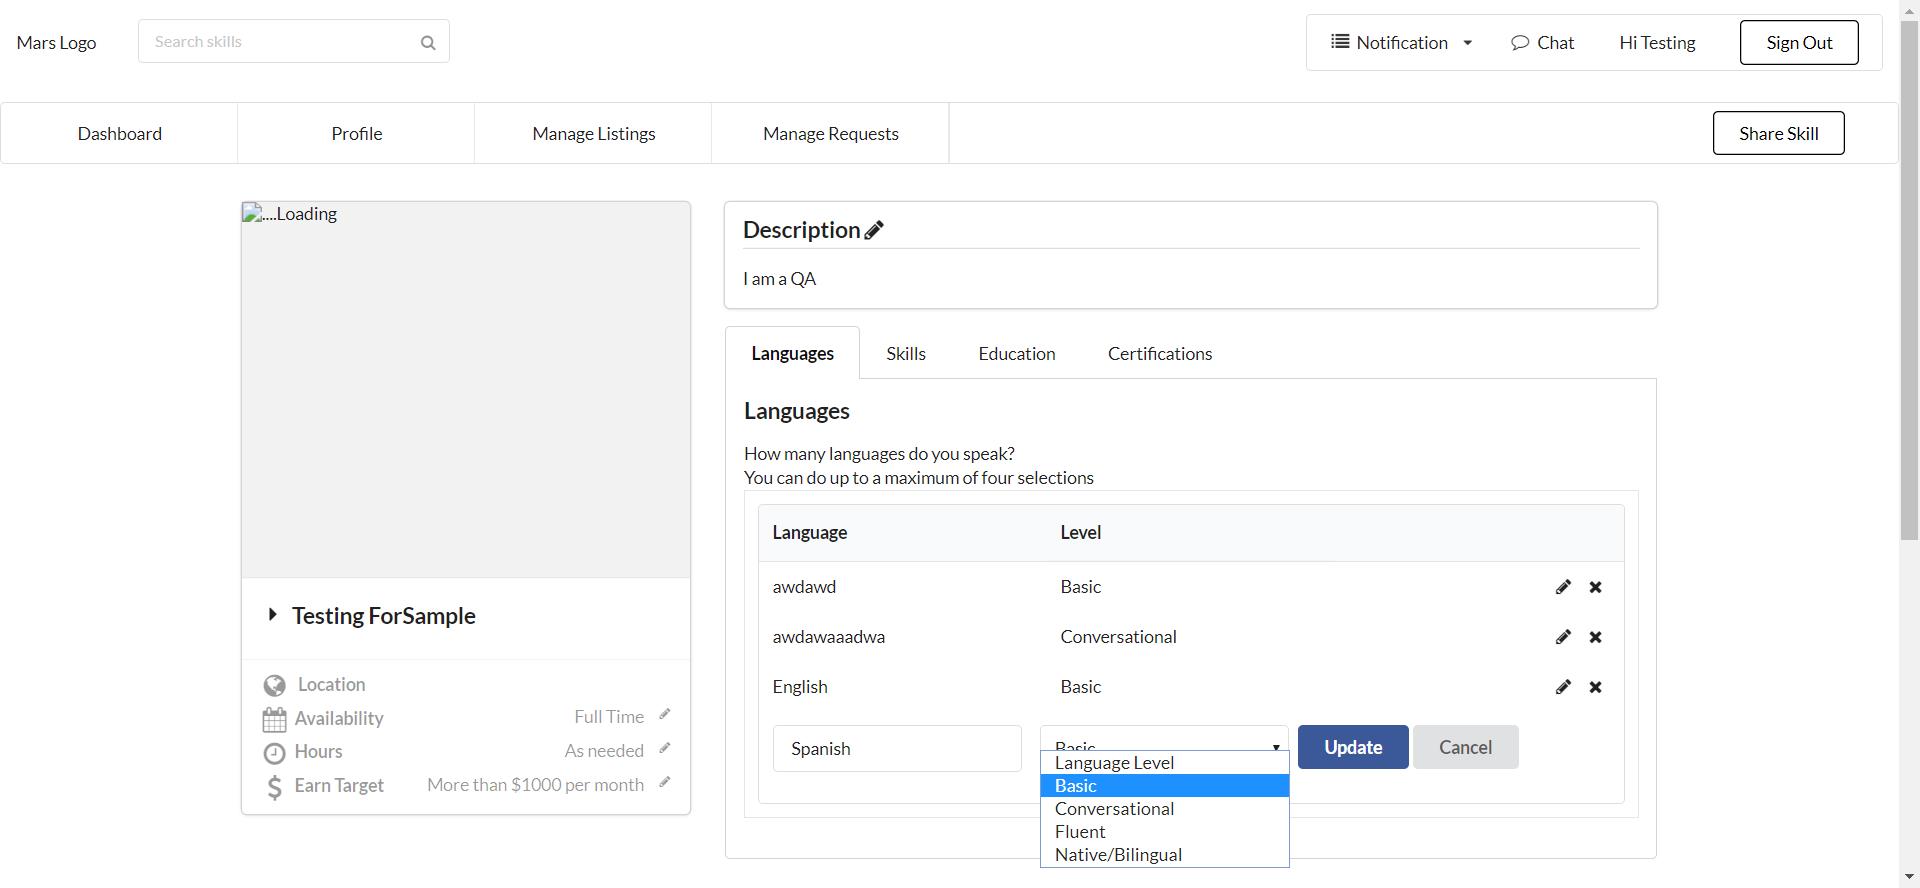 Mars Logo
Search skills
Notification
Chat
Hi Testing
Sign Out
Dashboard
Profile
Manage Listings
Manage Requests
Share Skill
....Loading
Testing ForSample
Location
Availability
Full Time
Hours
As needed
Earn Target
More than $1000 per month
Description
I am a QA
Languages
Skills
Education
Certifications
Languages
How many languages do you speak?
You can do up to a maximum of four selections
Language Level
awdawd Basic
awdawaaadwa Conversational
English Basic
Spanish
Basic
Update
Cancel
Language Level
Basic
Conversational
Fluent
Native/Bilingual